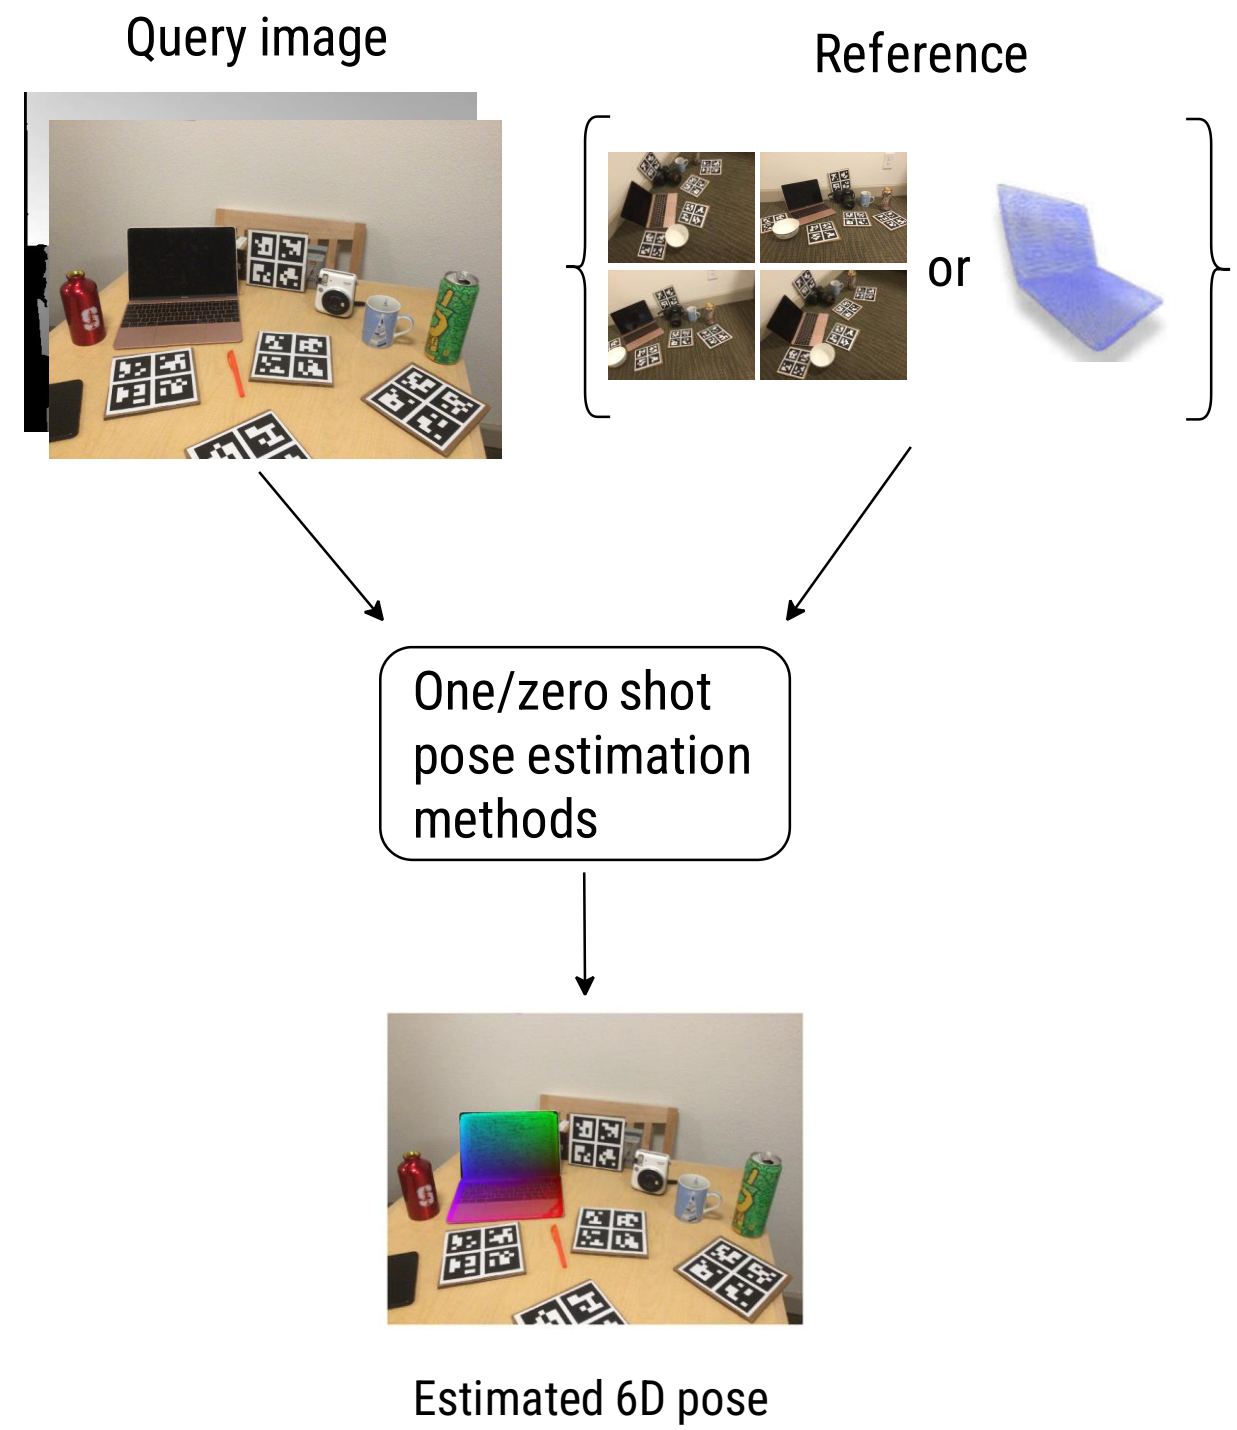 Query image
Reference
or
One/zero shot
pose estimation
methods
Estimated 6D pose
S
S